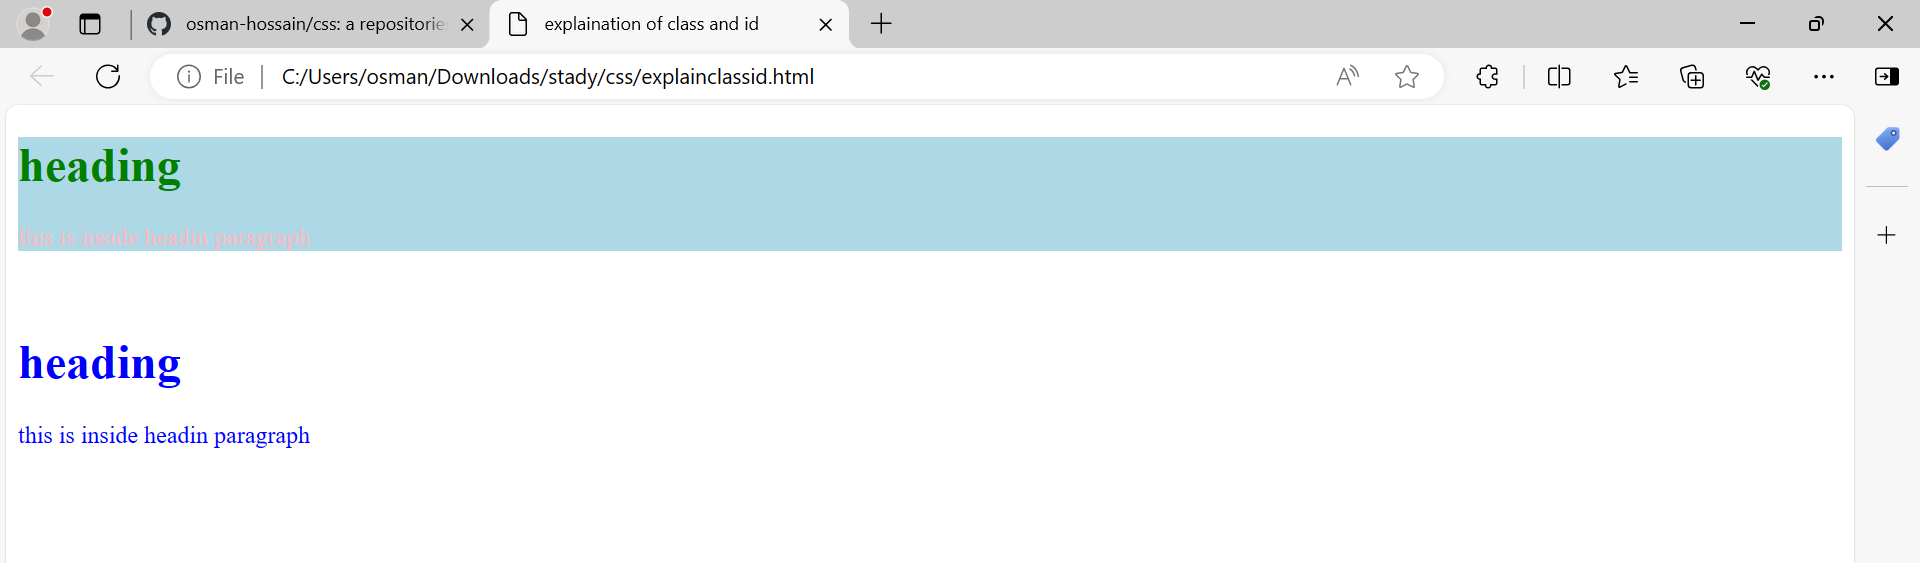 osman-hossain/css: a repositorie
explaination of class and id
File
C:/Users/osman/Downloads/stady/css/explainclassid.html
heading
this is inside headin paragraph
heading
this is inside headin paragraph